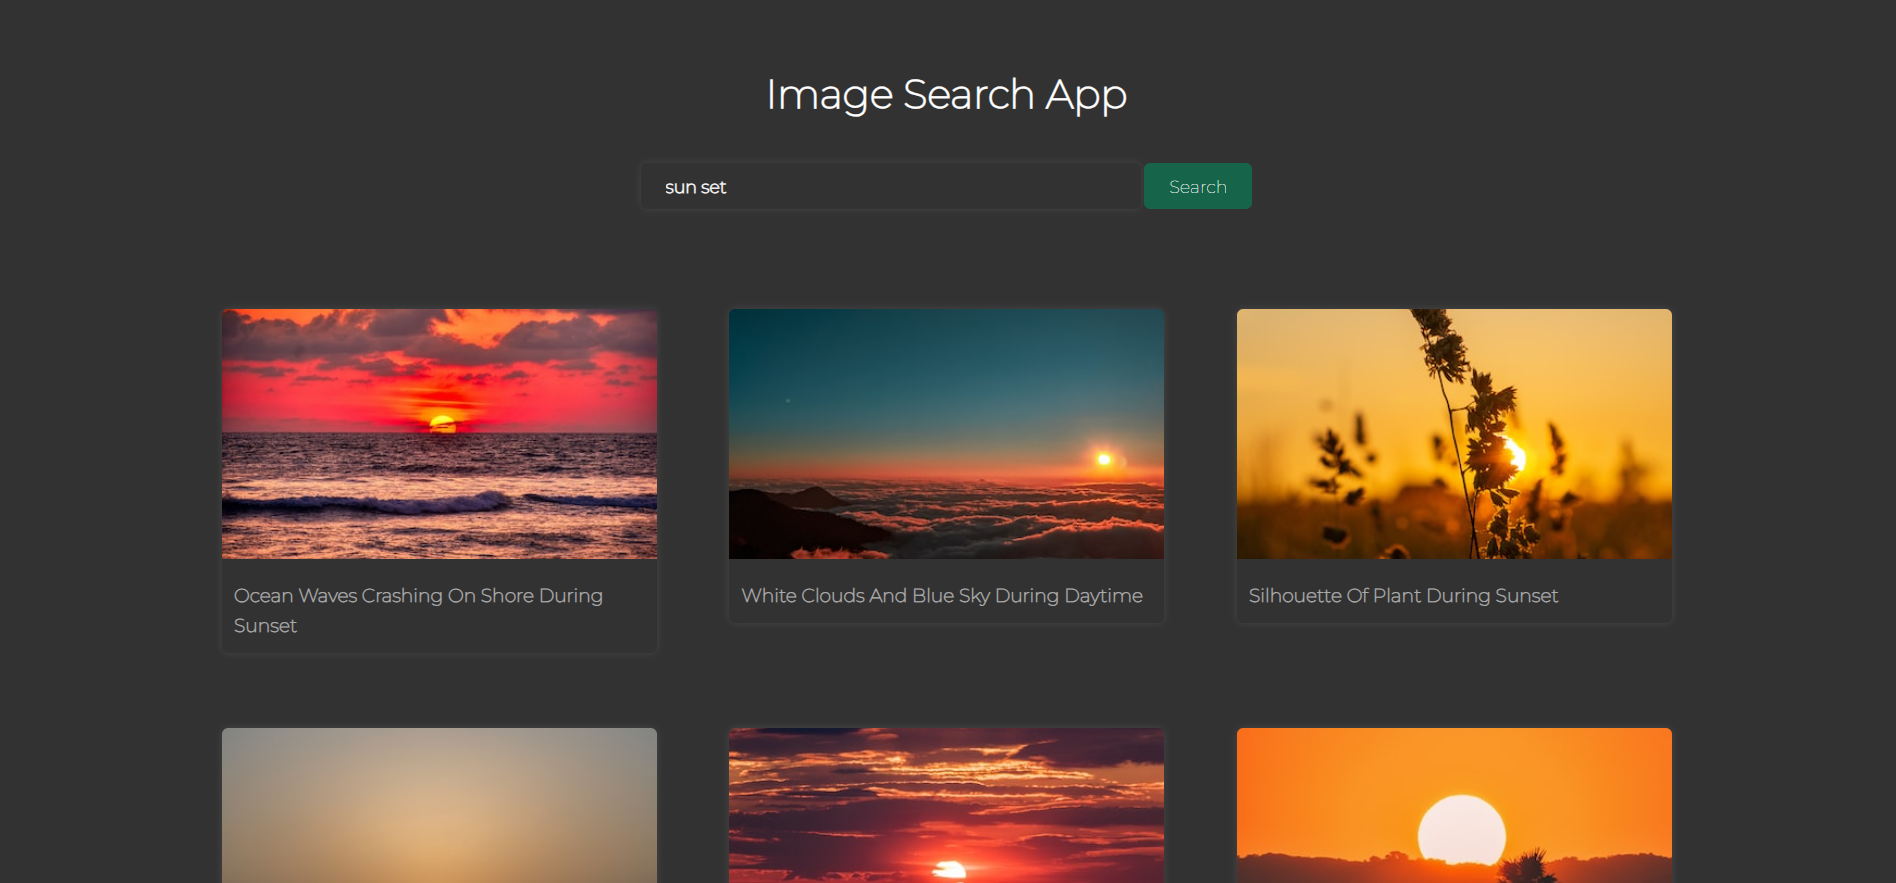 Image Search App
sun set
Search
Ocean Waves Crashing On Shore During
Sunset
White Clouds And Blue Sky During Daytime
Silhouette Of Plant During Sunset